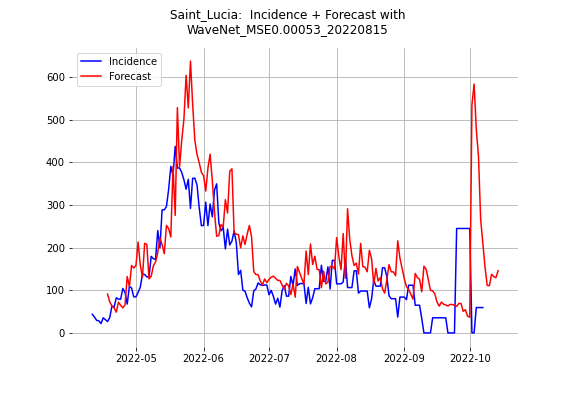 Saint_Lucia:  Incidence + Forecast with
WaveNet_MSE0.00053_20220815
Incidence
Forecast
600
500
400
300
200
100
0
2022-05 2022-06 2022-07 2022-08 2022-09 2022-10